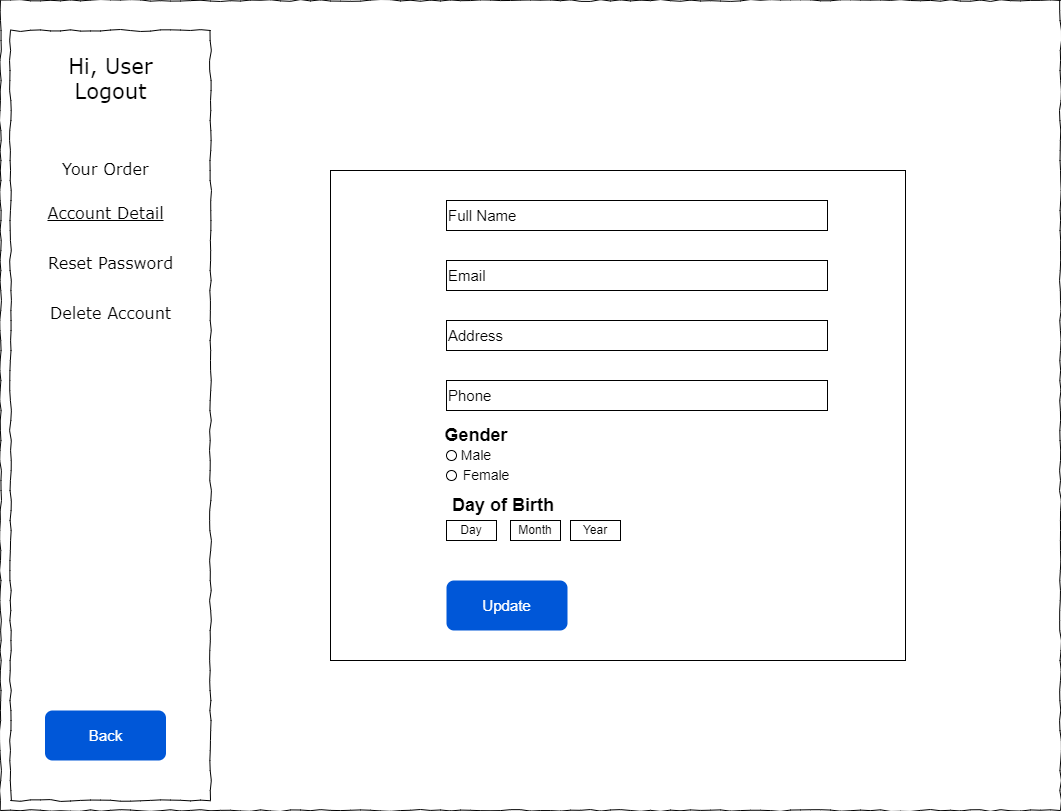 Hi, User
Logout
Your Order
Account Detail
Reset Password
Delete Account
Back
Full Name
Email
Address
Phone
Gender
Male
Female
Day of Birth
Day Month Year
Update